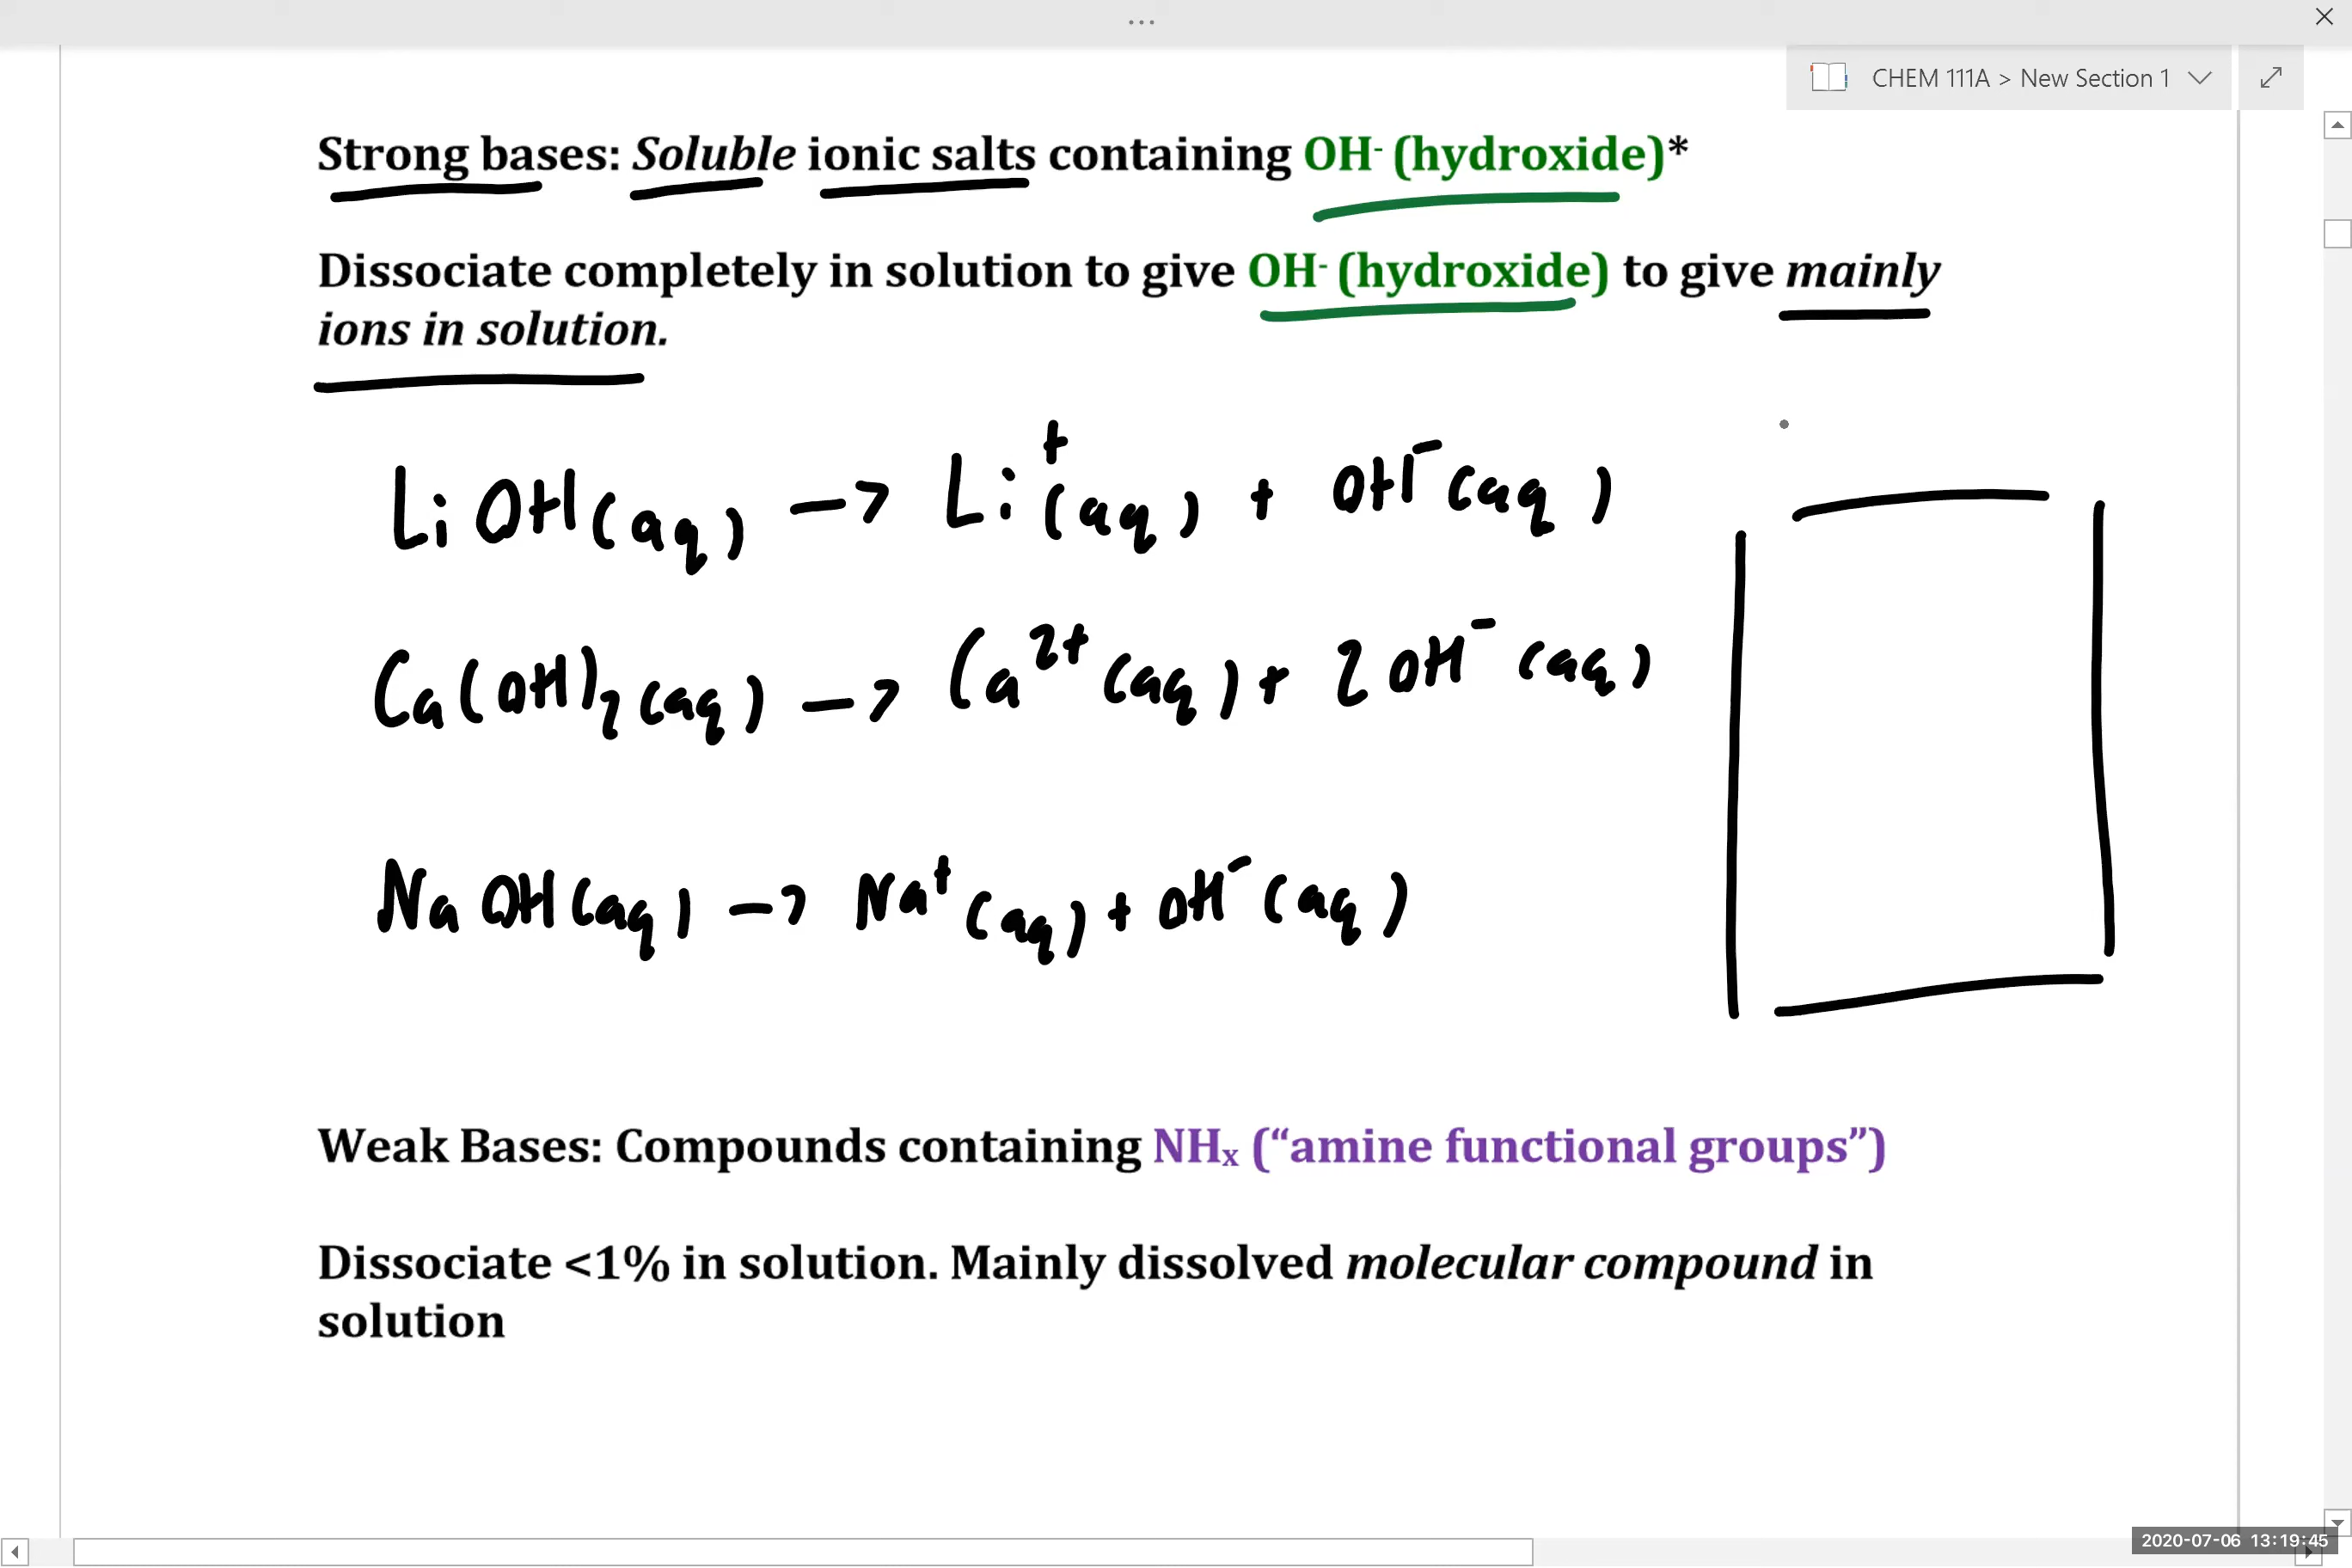 ...
CHEM 111A > New Section 1
Strong bases: Soluble ionic salts containing OH⁻ (hydroxide)*
Dissociate completely in solution to give OH⁻ (hydroxide) to give mainly
ions in solution.
LiOH(aq) → Li⁺(aq) + OH⁻(aq)
Ca(OH)₂(aq) → Ca²⁺(aq) + 2OH⁻(aq)
NaOH(aq) → Na⁺(aq) + OH⁻(aq)
Weak Bases: Compounds containing NHₓ (“amine functional groups”)
Dissociate <1% in solution. Mainly dissolved molecular compound in
solution
2020-07-06 13:19:45